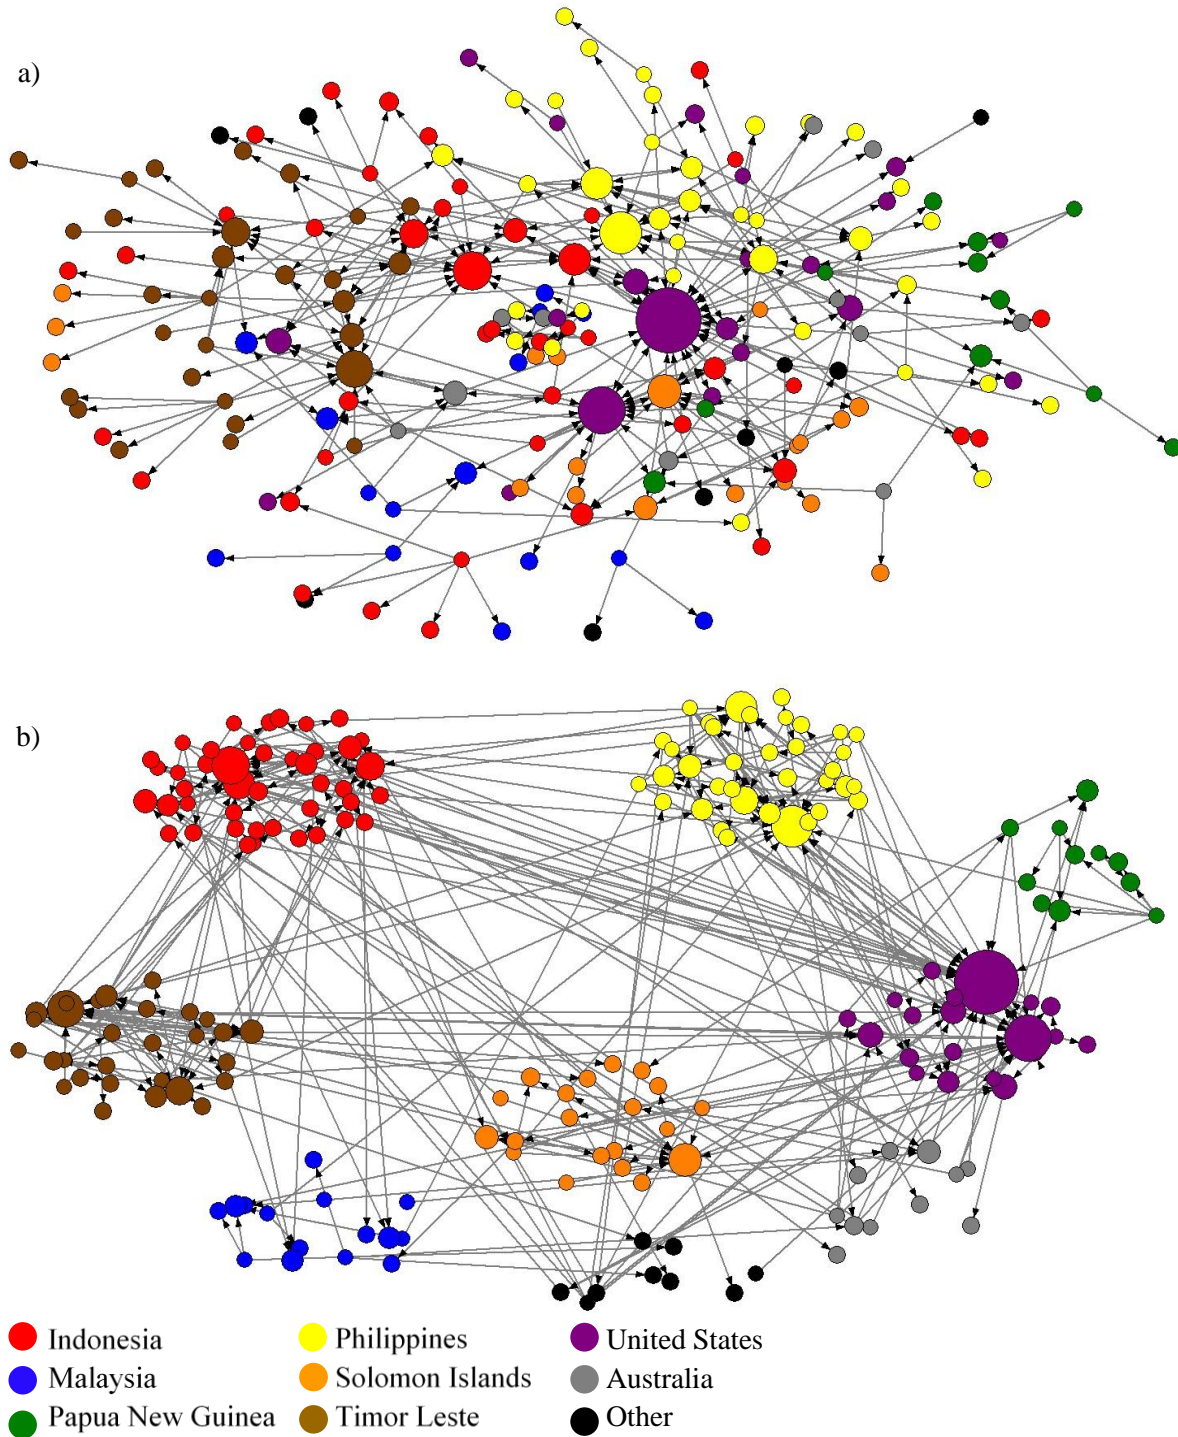 a)
b)
Indonesia
Philippines
United States
Malaysia
Solomon Islands
Australia
Papua New Guinea
Timor Leste
Other